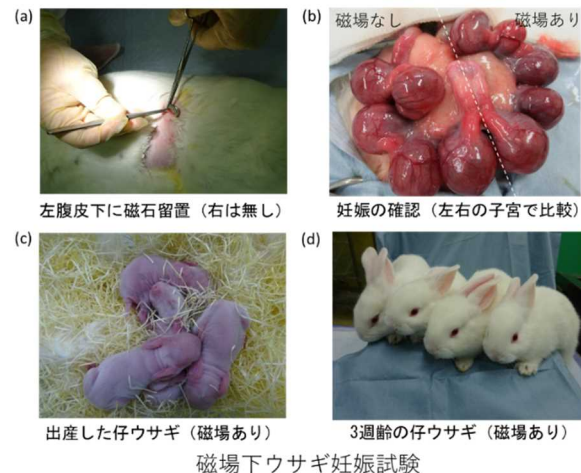 (a)
左腹皮下に磁石留置（右は無し）
(b)
磁場なし
磁場あり
妊娠の確認（左右の子宮で比較）
(c)
出産した仔ウサギ（磁場あり）
(d)
3週齢の仔ウサギ（磁場あり）
磁場下ウサギ妊娠試験